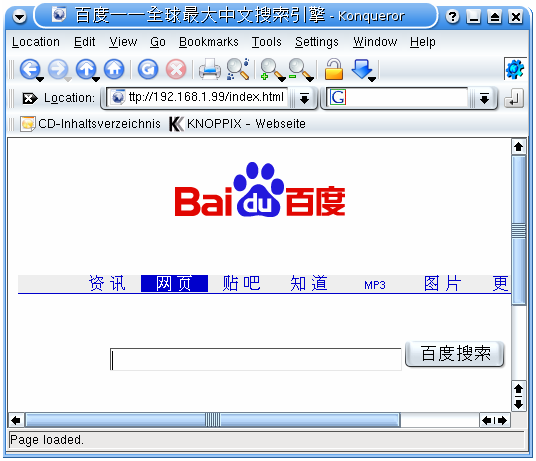 百度一一全球最大中文搜索引擎 - Konqueror
Location Edit View Go Bookmarks Tools Settings Window Help
Location: ttp://192.168.1.99/index.html G
CD-Inhaltsverzeichnis KNOPPIX - Webseite
Bai du 百度
资讯 网页 贴吧 知道 MP3 图片 更
百度搜索
Page loaded.